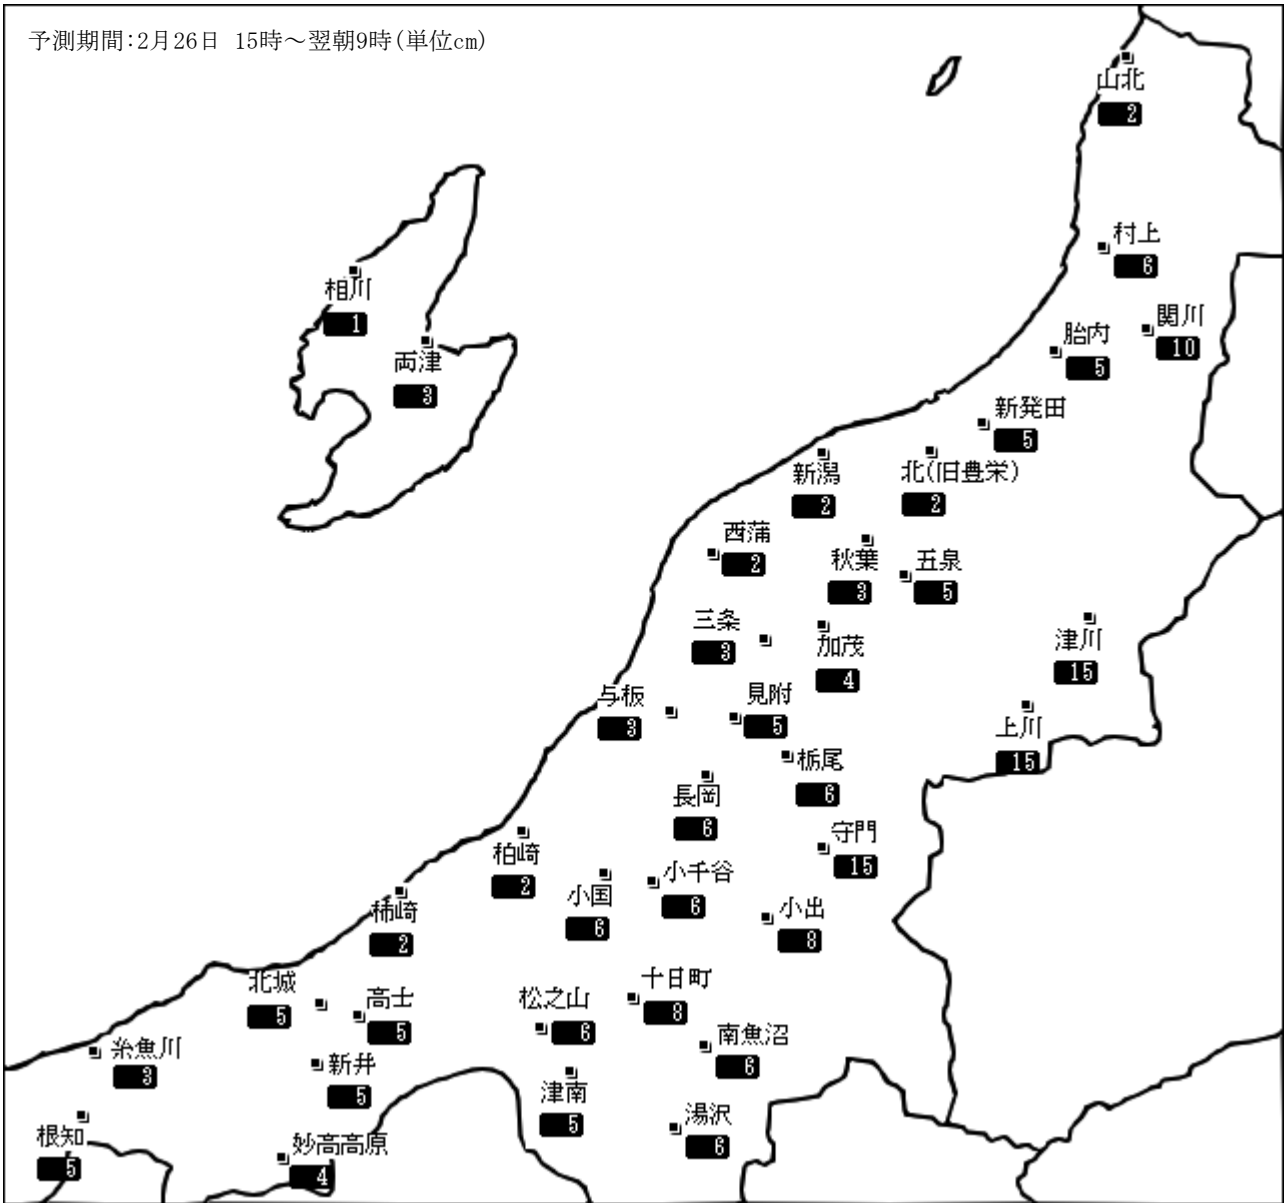 予測期間:2月26日 15時～翌朝9時(単位cm)
山北
2
村上
6
相川
1
関川
10
胎内
5
両津
3
新発田
5
新潟
2
北(旧豊栄)
2
西蒲
2
秋葉
3
五泉
5
三条
3
加茂
4
津川
15
与板
3
見附
5
上川
15
栃尾
6
長岡
6
守門
15
柏崎
2
小国
6
小千谷
6
小出
8
柿崎
2
北城
5
高士
5
松之山
6
十日町
8
南魚沼
6
糸魚川
3
新井
5
津南
5
湯沢
6
根知
5
妙高高原
4